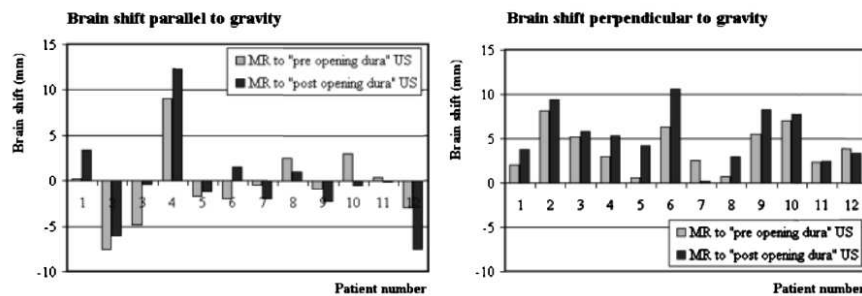 Brain shift parallel to gravity
15
10
5
0
-5
-10
Brain shift (mm)
MR to "pre opening dura" US
MR to "post opening dura" US
1 2 3 4 5 6 7 8 9 10 11 12
Patient number
Brain shift perpendicular to gravity
15
10
5
0
-5
-10
Brain shift (mm)
1 2 3 4 5 6 7 8 9 10 11 12
MR to "pre opening dura" US
MR to "post opening dura" US
Patient number